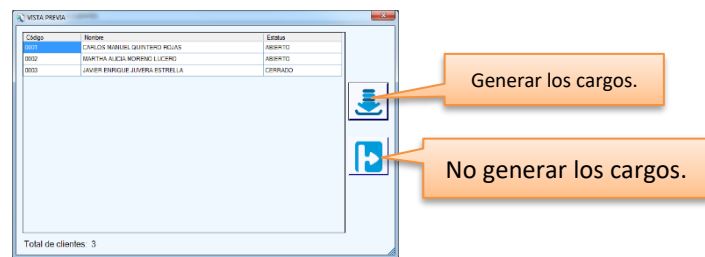 VISTA PREVIA
Código Nombre Estatus
0001 CARLOS MANUEL QUINTERO ROJAS ABIERTO
0002 MARTHA ALICIA MORENO LUCERO ABIERTO
0003 JAVIER ENRIQUE JUVERA ESTRELLA CERRADO
Generar los cargos.
No generar los cargos.
Total de clientes 3